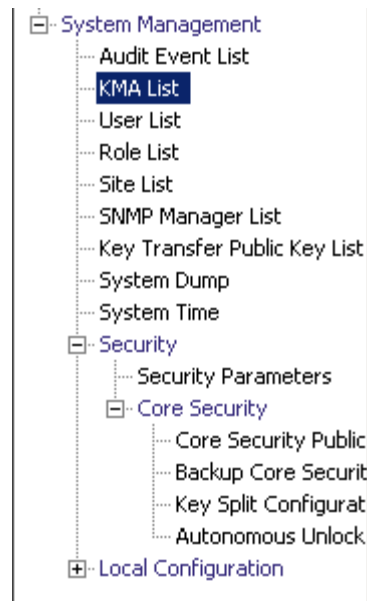 System Management
Audit Event List
KMA List
User List
Role List
Site List
SNMP Manager List
Key Transfer Public Key List
System Dump
System Time
Security
Security Parameters
Core Security
Core Security Public
Backup Core Securit
Key Split Configurat
Autonomous Unlock
Local Configuration